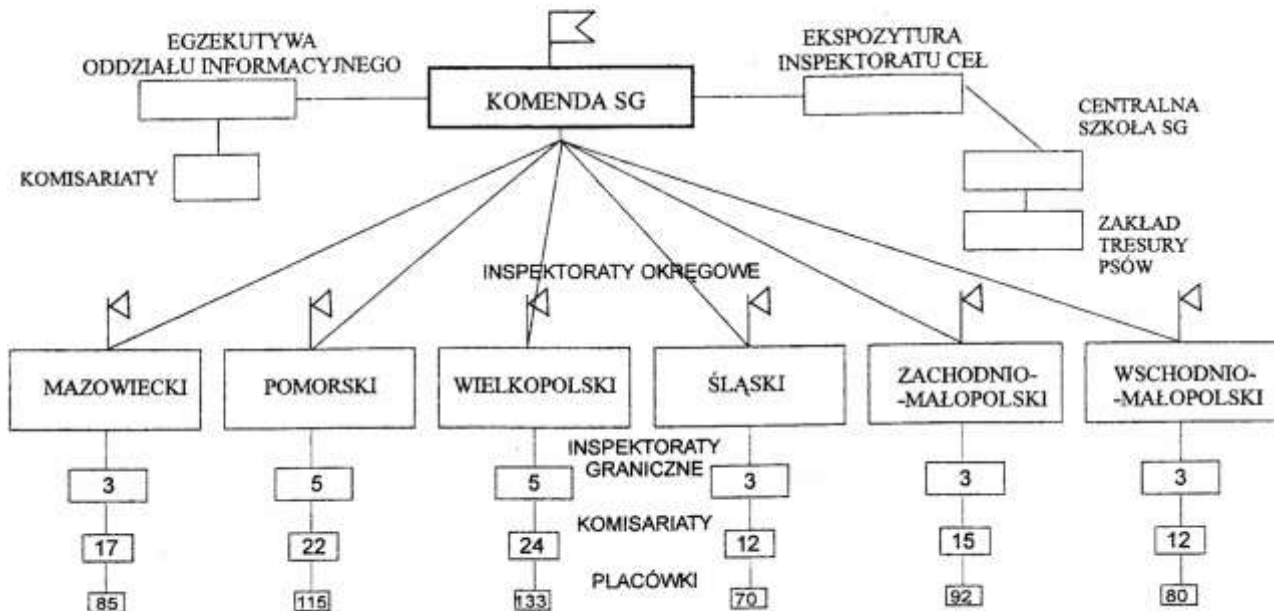 EGZEKUTYWA
ODDZIAŁU INFORMACYJNEGO
KOMENDA SG
EKSPOZYTURA
INSPEKTORATU CEŁ
CENTRALNA
SZKOŁA SG
KOMISARIATY
ZAKŁAD
TRESURY
PSÓW
INSPEKTORATY OKRĘGOWE
MAZOWIECKI
POMORSKI
WIELKOPOLSKI
ŚLĄSKI
ZACHODNIO-
-MAŁOPOLSKI
WSCHODNIO-
-MAŁOPOLSKI
INSPEKTORATY
GRANICZNE
3 5 5 3 3 3
KOMISARIATY
17 22 24 12 15 12
PLACÓWKI
85 115 133 70 92 80